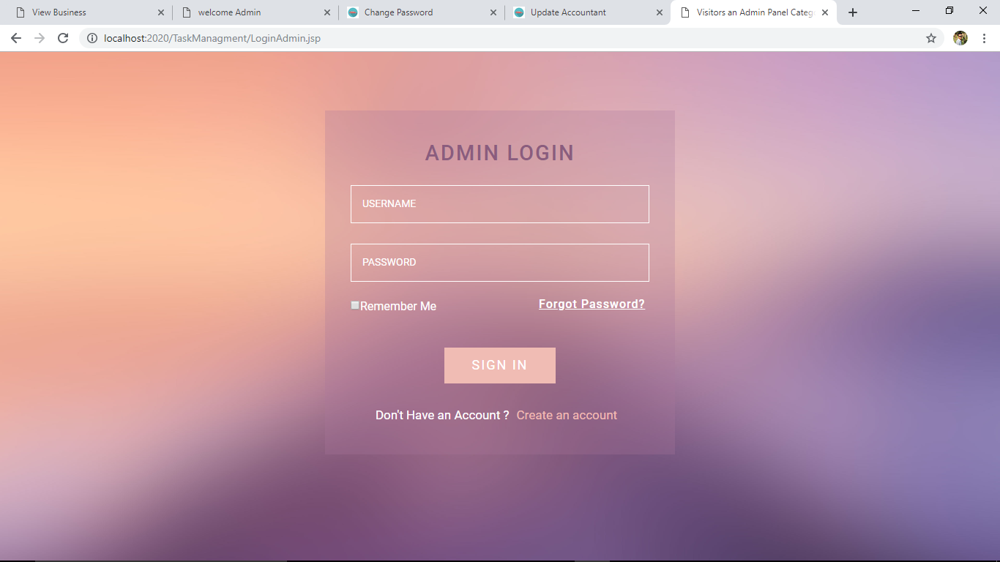 View Business
welcome Admin
Change Password
Update Accountant
Visitors an Admin Panel Categ
localhost:2020/TaskManagment/LoginAdmin.jsp
ADMIN LOGIN
USERNAME
PASSWORD
Remember Me Forgot Password?
SIGN IN
Don't Have an Account ? Create an account